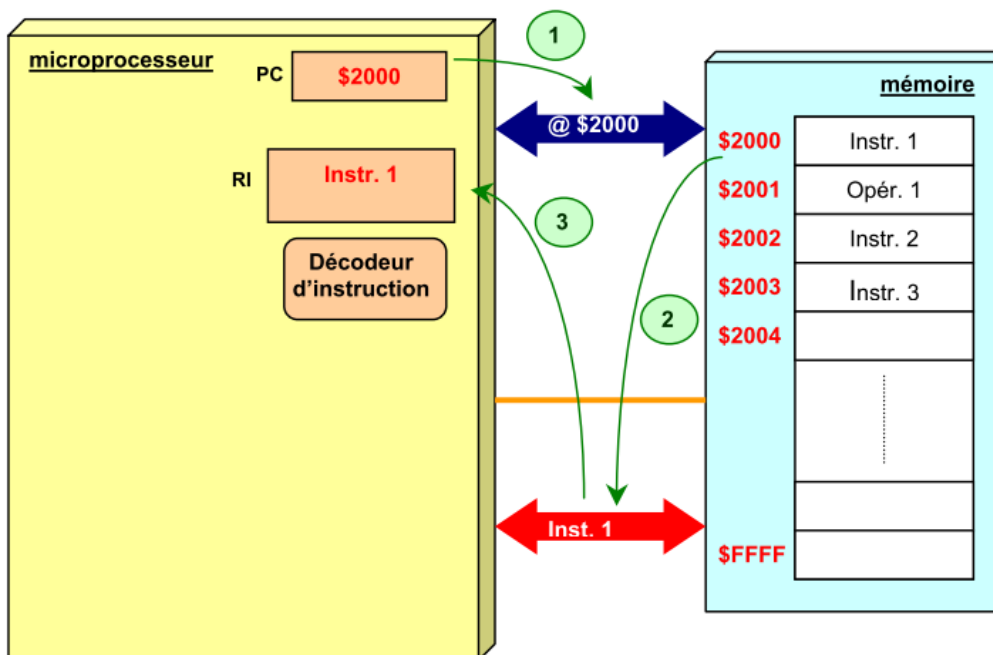 microprocesseur
PC
$2000
1
@ $2000
mémoire
$2000
Instr. 1
RI
Instr. 1
3
$2001
Opér. 1
$2002
Instr. 2
Décodeur
d'instruction
$2003
Instr. 3
2
$2004
Inst. 1
$FFFF